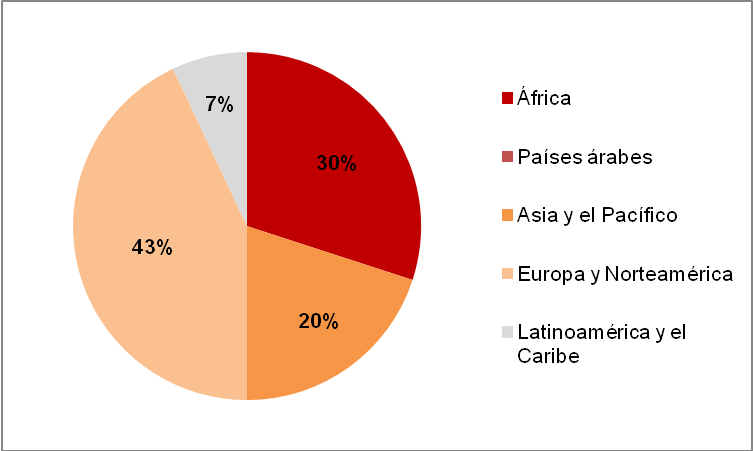 7%
30%
43%
20%
África
Países árabes
Asia y el Pacífico
Europa y Norteamérica
Latinoamérica y el
Caribe